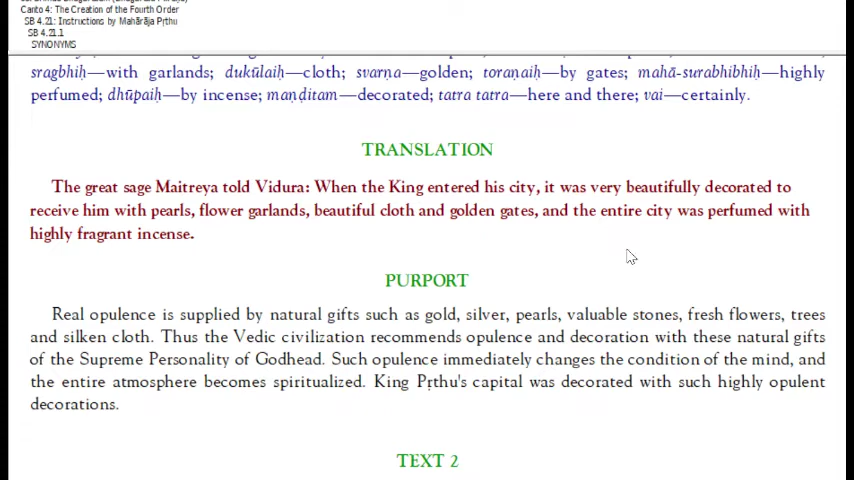 Canto 4: The Creation of the Fourth Order
SB 4.21: Instructions by Mahārāja Pṛthu
SB 4.21.1
SYNONYMS
sragbhiḥ—with garlands; dukūlaiḥ—cloth; svarṇa—golden; toraṇaiḥ—by gates; mahā-surabhibhiḥ—highly
perfumed; dhūpaiḥ—by incense; maṇḍitam—decorated; tatra tatra—here and there; vai—certainly.
TRANSLATION
The great sage Maitreya told Vidura: When the King entered his city, it was very beautifully decorated to
receive him with pearls, flower garlands, beautiful cloth and golden gates, and the entire city was perfumed with
highly fragrant incense.
PURPORT
Real opulence is supplied by natural gifts such as gold, silver, pearls, valuable stones, fresh flowers, trees
and silken cloth. Thus the Vedic civilization recommends opulence and decoration with these natural gifts
of the Supreme Personality of Godhead. Such opulence immediately changes the condition of the mind, and
the entire atmosphere becomes spiritualized. King Pṛthu's capital was decorated with such highly opulent
decorations.
TEXT 2